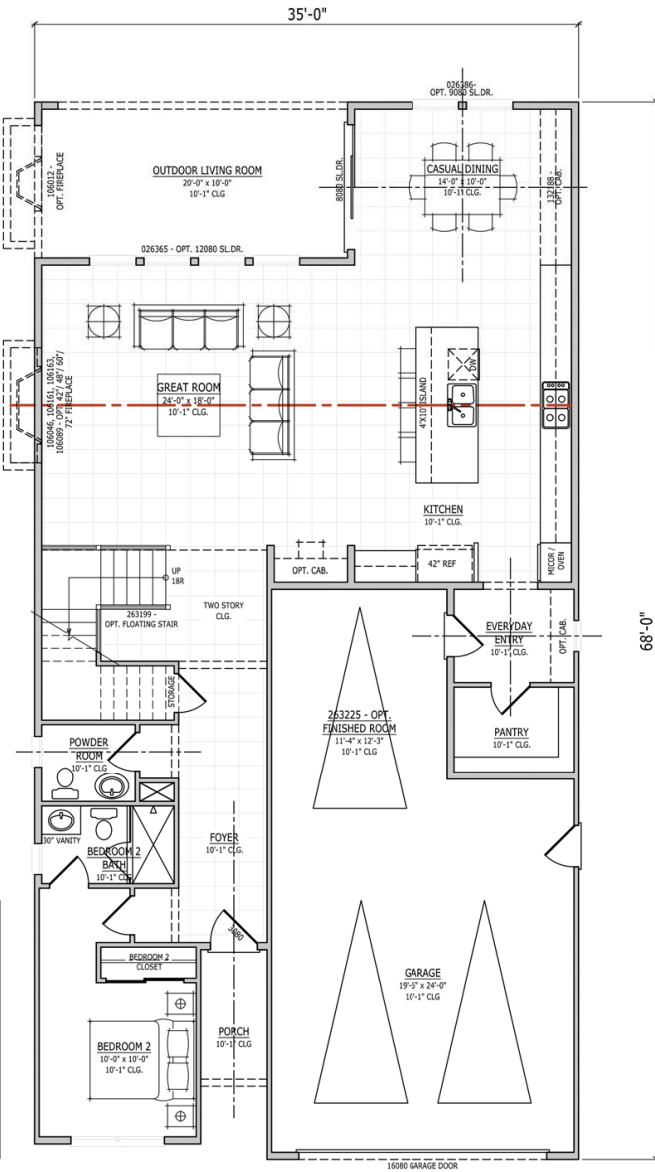 35'-0"
026386-
OPT. 9080 SL.DR.
OUTDOOR LIVING ROOM
20'-0" x 10'-0"
10'-1" CLG
106012 -
OPT. FIREPLACE
8080 SL.DR.
CASUAL DINING
14'-0" x 10'-0"
10'-1" CLG.
132188 -
OPT. CAB.
026365 - OPT. 12080 SL.DR.
GREAT ROOM
24'-0" x 18'-0"
10'-1" CLG.
106046, 106161, 106163,
106089 - OPT. 42"/ 48"/ 60"/
72" FIREPLACE
4'X10' ISLAND
DW
KITCHEN
10'-1" CLG.
OPT. CAB.
42" REF
MICOR /
OVEN
UP
18R
TWO STORY
CLG.
263199 -
OPT. FLOATING STAIR
STORAGE
EVERYDAY
ENTRY
10'-1" CLG.
OPT. CAB.
68'-0"
PANTRY
10'-1" CLG.
263225 - OPT.
FINISHED ROOM
11'-4" x 12'-3"
10'-1" CLG
POWDER
ROOM
10'-1" CLG
30" VANITY
BEDROOM 2
BATH
10'-1" CLG
FOYER
10'-1" CLG.
3080
BEDROOM 2
CLOSET
GARAGE
19'-5" x 24'-0"
10'-1" CLG
PORCH
10'-1" CLG
BEDROOM 2
10'-0" x 10'-0"
10'-1" CLG.
16080 GARAGE DOOR